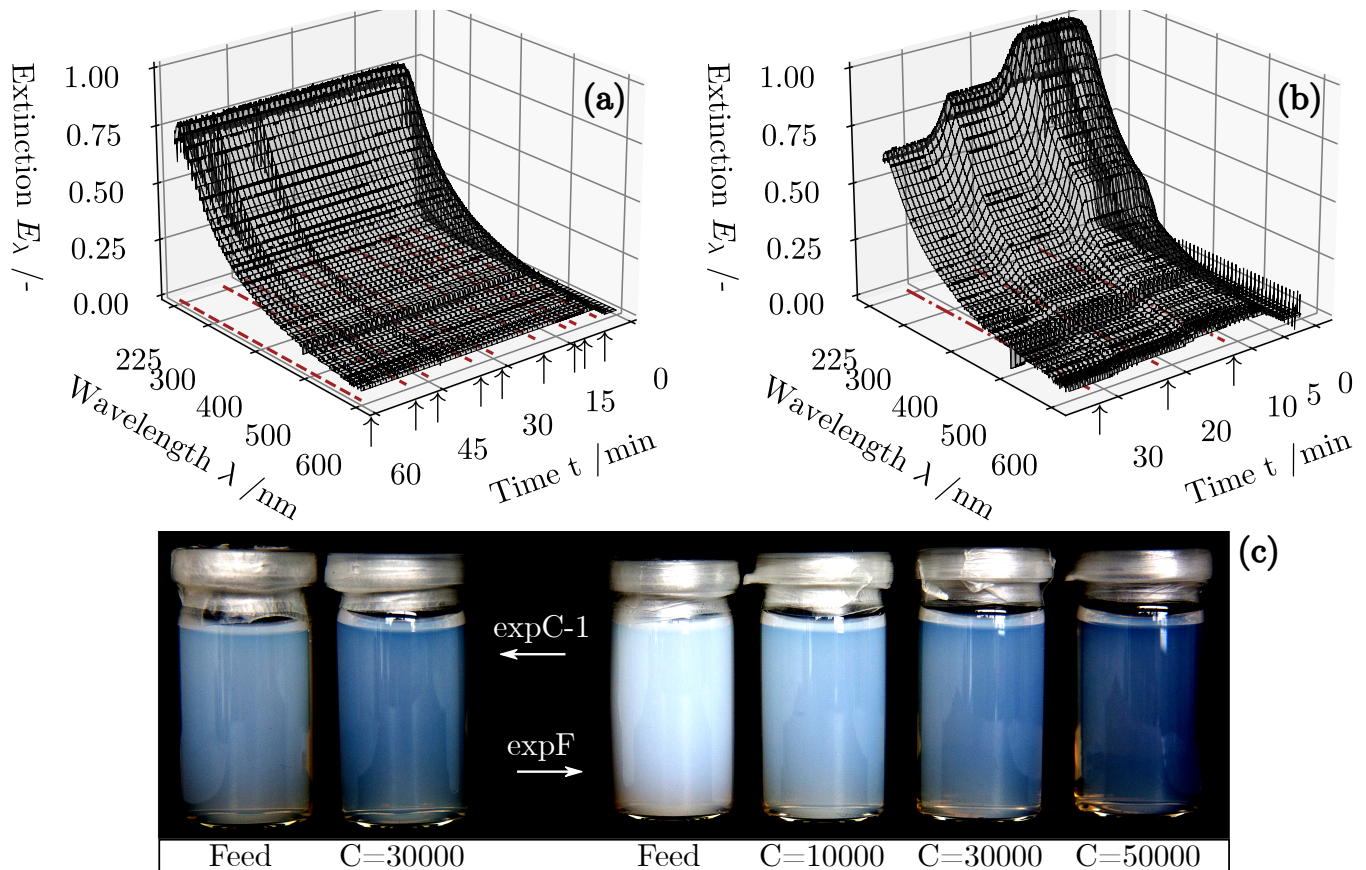 (a)
Extinction E_λ /-
1.00
0.75
0.50
0.25
0.00
225
300
400
500
600
Wavelength λ /nm
60
45
30
15
0
Time t /min
(b)
Extinction E_λ /-
1.00
0.75
0.50
0.25
0.00
225
300
400
500
600
Wavelength λ /nm
30
20
10
5
0
Time t /min
(c)
expC-1
expF
Feed C=30000 Feed C=10000 C=30000 C=50000